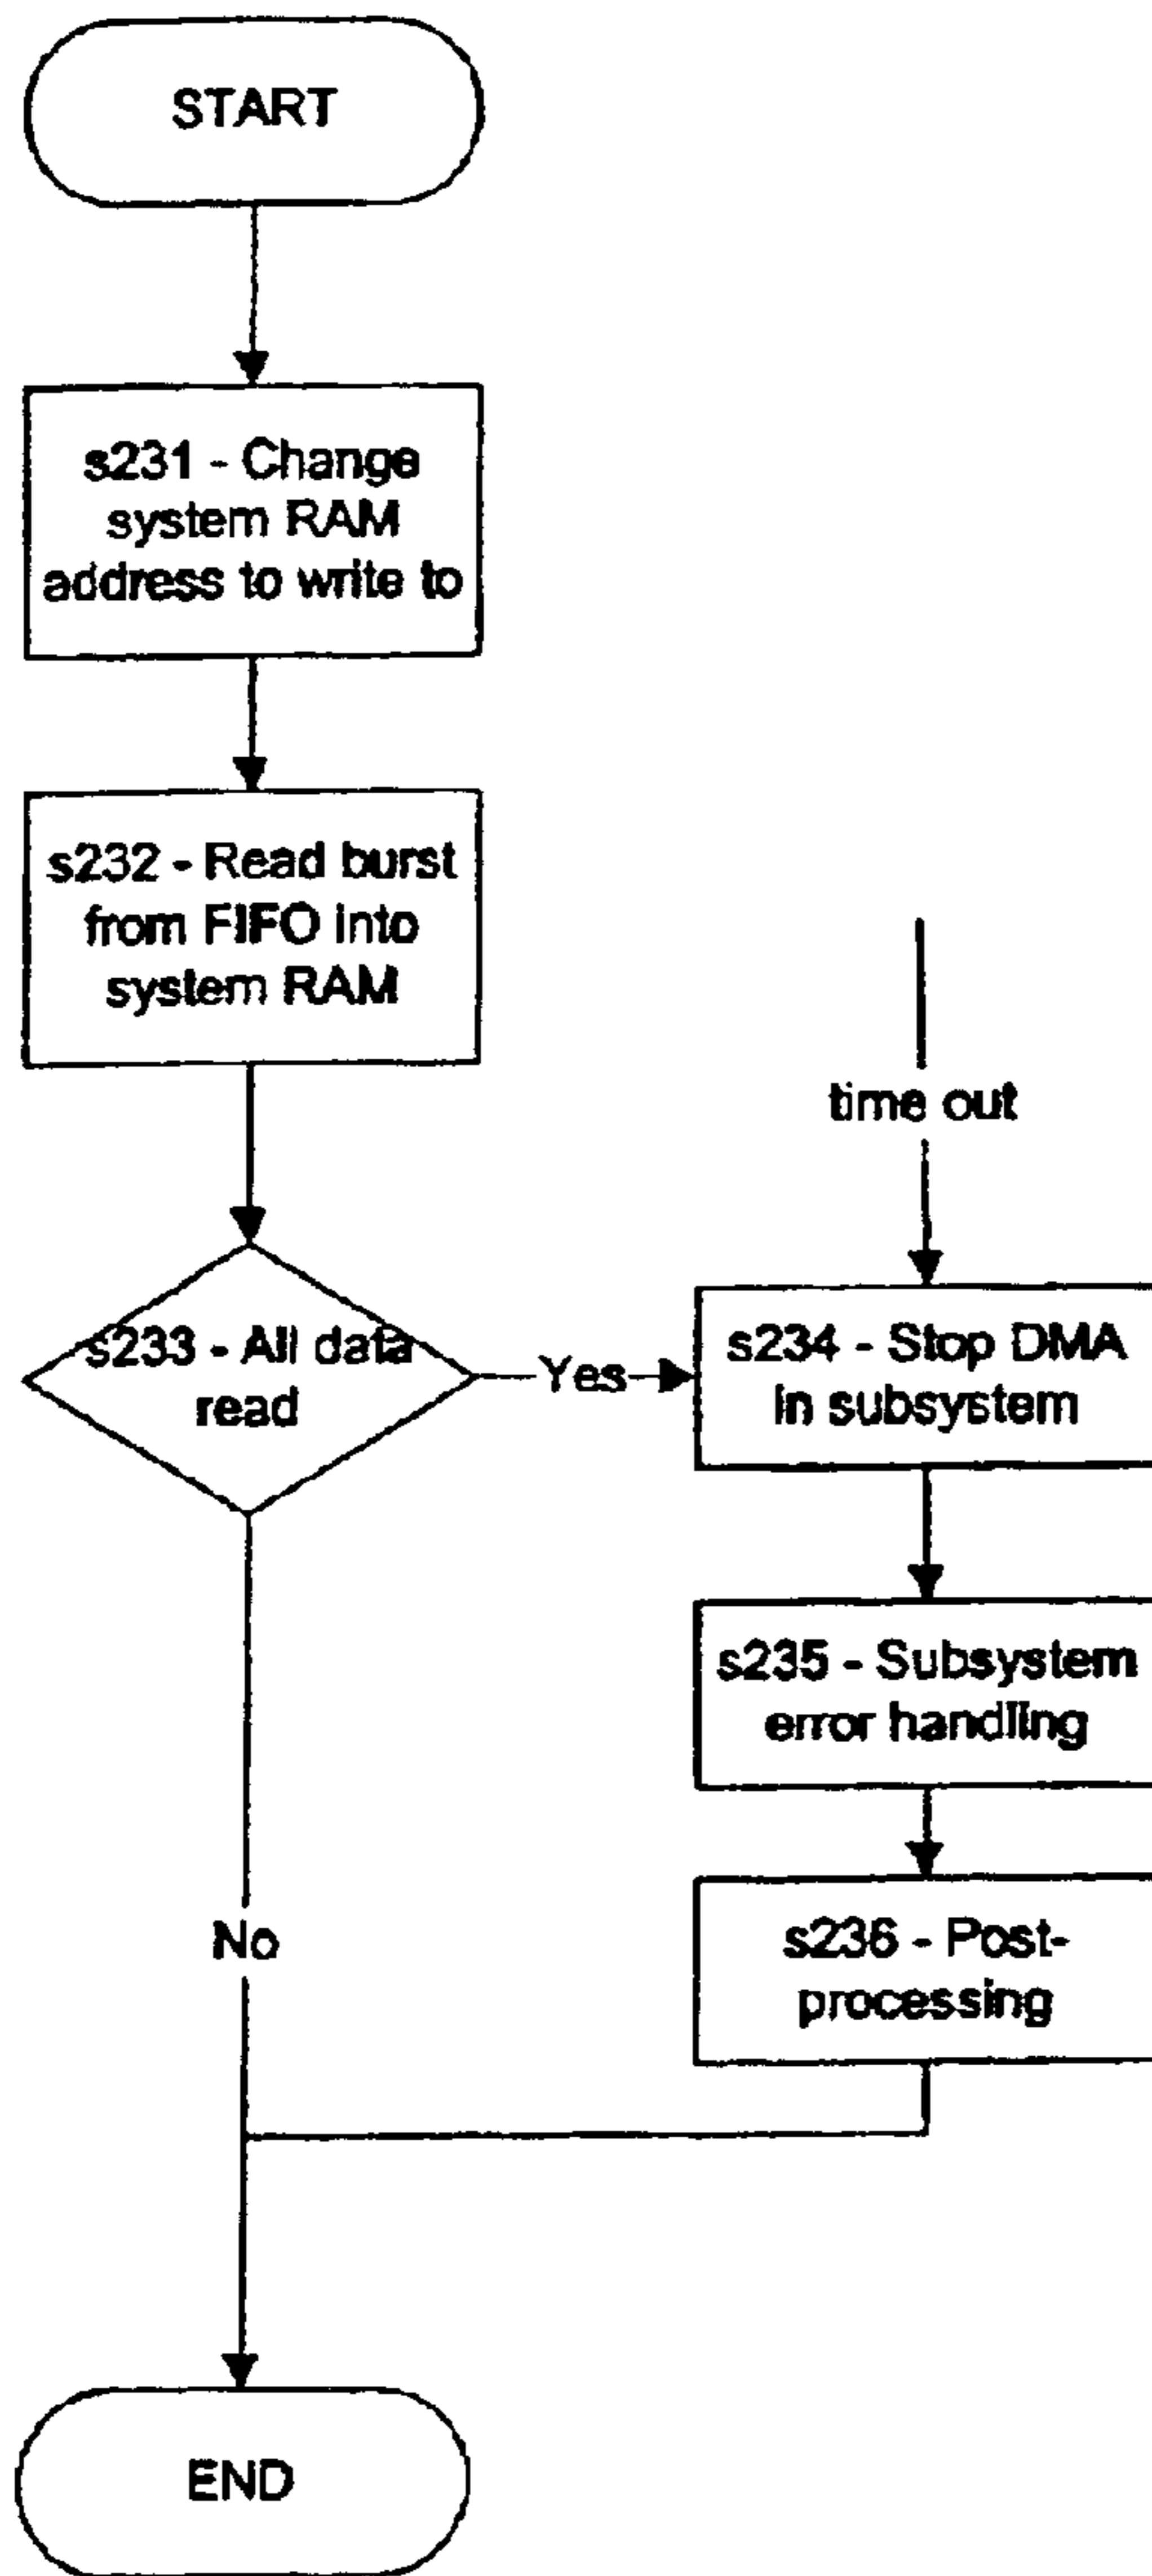 START
s231 - Change
system RAM
address to write to
s232 - Read burst
from FIFO into
system RAM
time out
s233 - All data
read
Yes
s234 - Stop DMA
in subsystem
s235 - Subsystem
error handling
s236 - Post-
processing
No
END